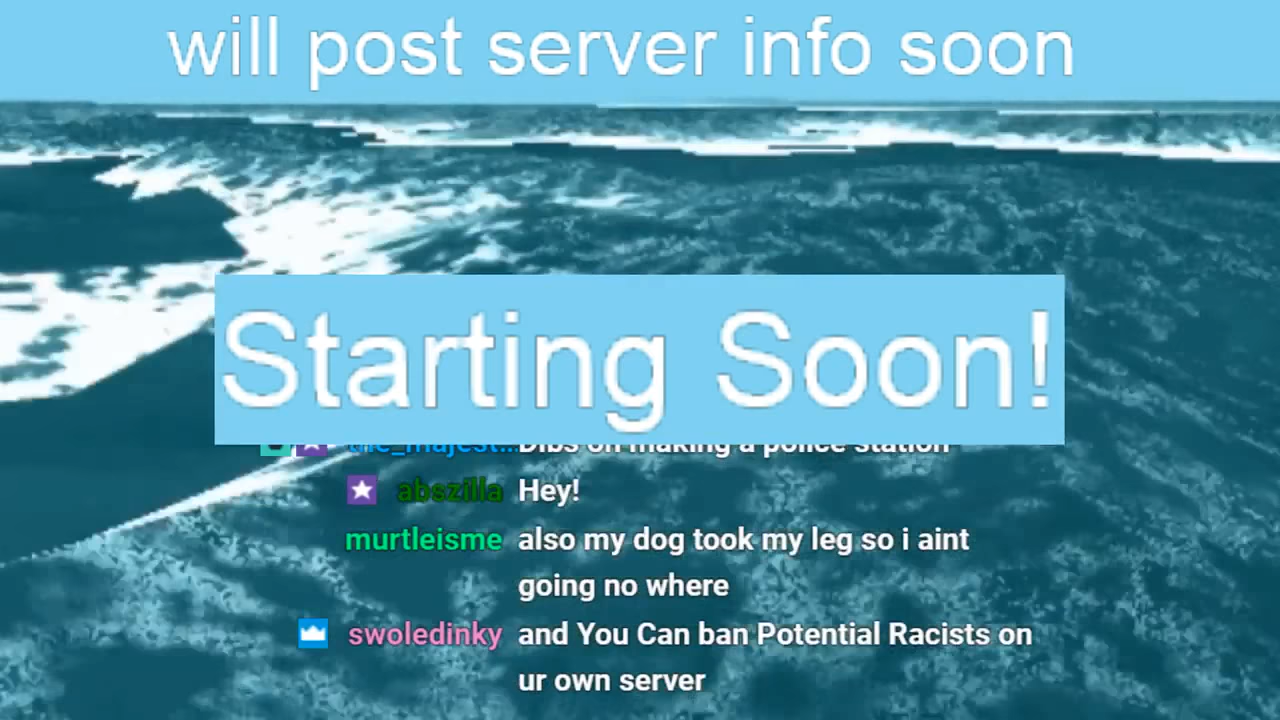 will post server info soon
Starting Soon!
the_majest... Dibs on making a police station
abszilla Hey!
murtleisme also my dog took my leg so i aint
going no where
swoledinky and You Can ban Potential Racists on
ur own server